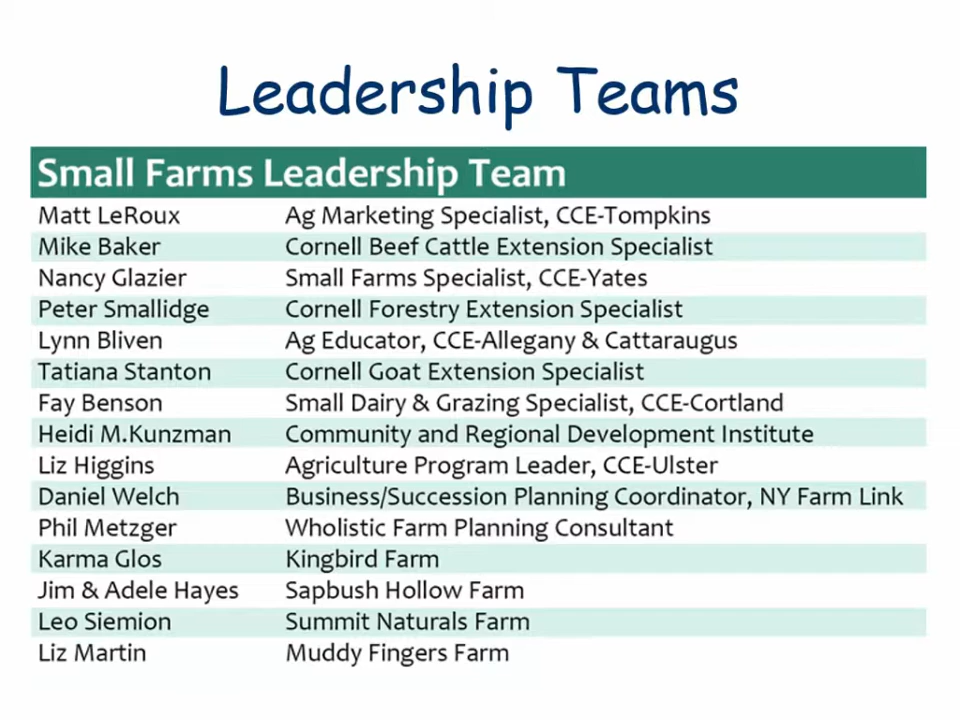 Leadership Teams
Small Farms Leadership Team
Matt LeRoux Ag Marketing Specialist, CCE-Tompkins
Mike Baker Cornell Beef Cattle Extension Specialist
Nancy Glazier Small Farms Specialist, CCE-Yates
Peter Smallidge Cornell Forestry Extension Specialist
Lynn Bliven Ag Educator, CCE-Allegany & Cattaraugus
Tatiana Stanton Cornell Goat Extension Specialist
Fay Benson Small Dairy & Grazing Specialist, CCE-Cortland
Heidi M.Kunzman Community and Regional Development Institute
Liz Higgins Agriculture Program Leader, CCE-Ulster
Daniel Welch Business/Succession Planning Coordinator, NY Farm Link
Phil Metzger Wholistic Farm Planning Consultant
Karma Glos Kingbird Farm
Jim & Adele Hayes Sapbush Hollow Farm
Leo Siemion Summit Naturals Farm
Liz Martin Muddy Fingers Farm